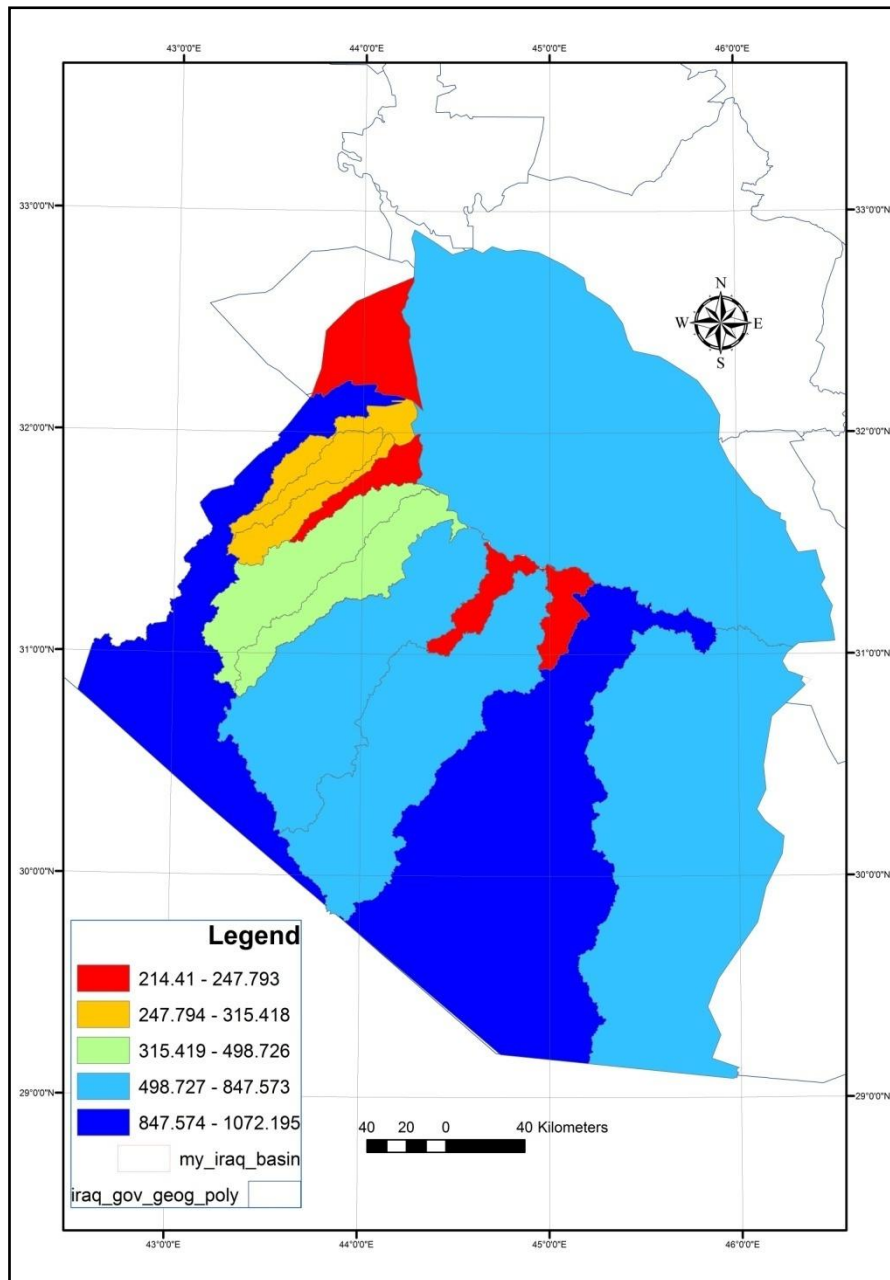 43°0'0"E 44°0'0"E 45°0'0"E 46°0'0"E
33°0'0"N 33°0'0"N
N
W E
S
32°0'0"N 32°0'0"N
31°0'0"N 31°0'0"N
30°0'0"N 30°0'0"N
Legend
214.41 - 247.793
247.794 - 315.418
315.419 - 498.726
498.727 - 847.573
847.574 - 1072.195
my_iraq_basin
iraq_gov_geog_poly
29°0'0"N 29°0'0"N
40 20 0 40 Kilometers
43°0'0"E 44°0'0"E 45°0'0"E 46°0'0"E